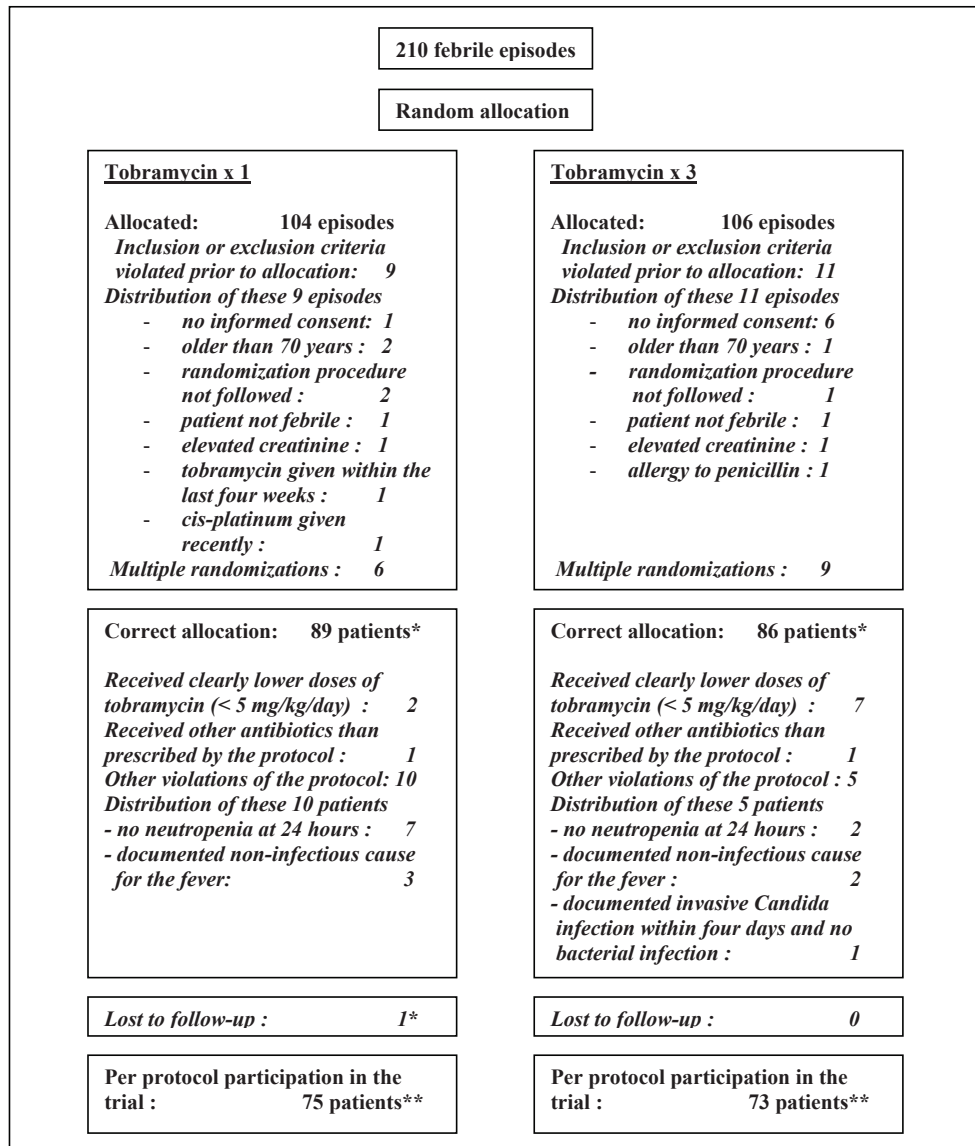 210 febrile episodes
Random allocation
Tobramycin x 1
Allocated: 104 episodes
Inclusion or exclusion criteria
violated prior to allocation: 9
Distribution of these 9 episodes
- no informed consent: 1
- older than 70 years : 2
- randomization procedure
not followed : 2
- patient not febrile : 1
- elevated creatinine : 1
- tobramycin given within the
last four weeks : 1
- cis-platinum given
recently : 1
Multiple randomizations : 6
Tobramycin x 3
Allocated: 106 episodes
Inclusion or exclusion criteria
violated prior to allocation: 11
Distribution of these 11 episodes
- no informed consent: 6
- older than 70 years : 1
- randomization procedure
not followed : 1
- patient not febrile : 1
- elevated creatinine : 1
- allergy to penicillin : 1
Multiple randomizations : 9
Correct allocation: 89 patients*
Received clearly lower doses of
tobramycin (< 5 mg/kg/day) : 2
Received other antibiotics than
prescribed by the protocol : 1
Other violations of the protocol: 10
Distribution of these 10 patients
- no neutropenia at 24 hours : 7
- documented non-infectious cause
for the fever: 3
Correct allocation: 86 patients*
Received clearly lower doses of
tobramycin (< 5 mg/kg/day) : 7
Received other antibiotics than
prescribed by the protocol : 1
Other violations of the protocol : 5
Distribution of these 5 patients
- no neutropenia at 24 hours : 2
- documented non-infectious cause
for the fever : 2
- documented invasive Candida
infection within four days and no
bacterial infection : 1
Lost to follow-up : 1*
Lost to follow-up : 0
Per protocol participation in the
trial : 75 patients**
Per protocol participation in the
trial : 73 patients**